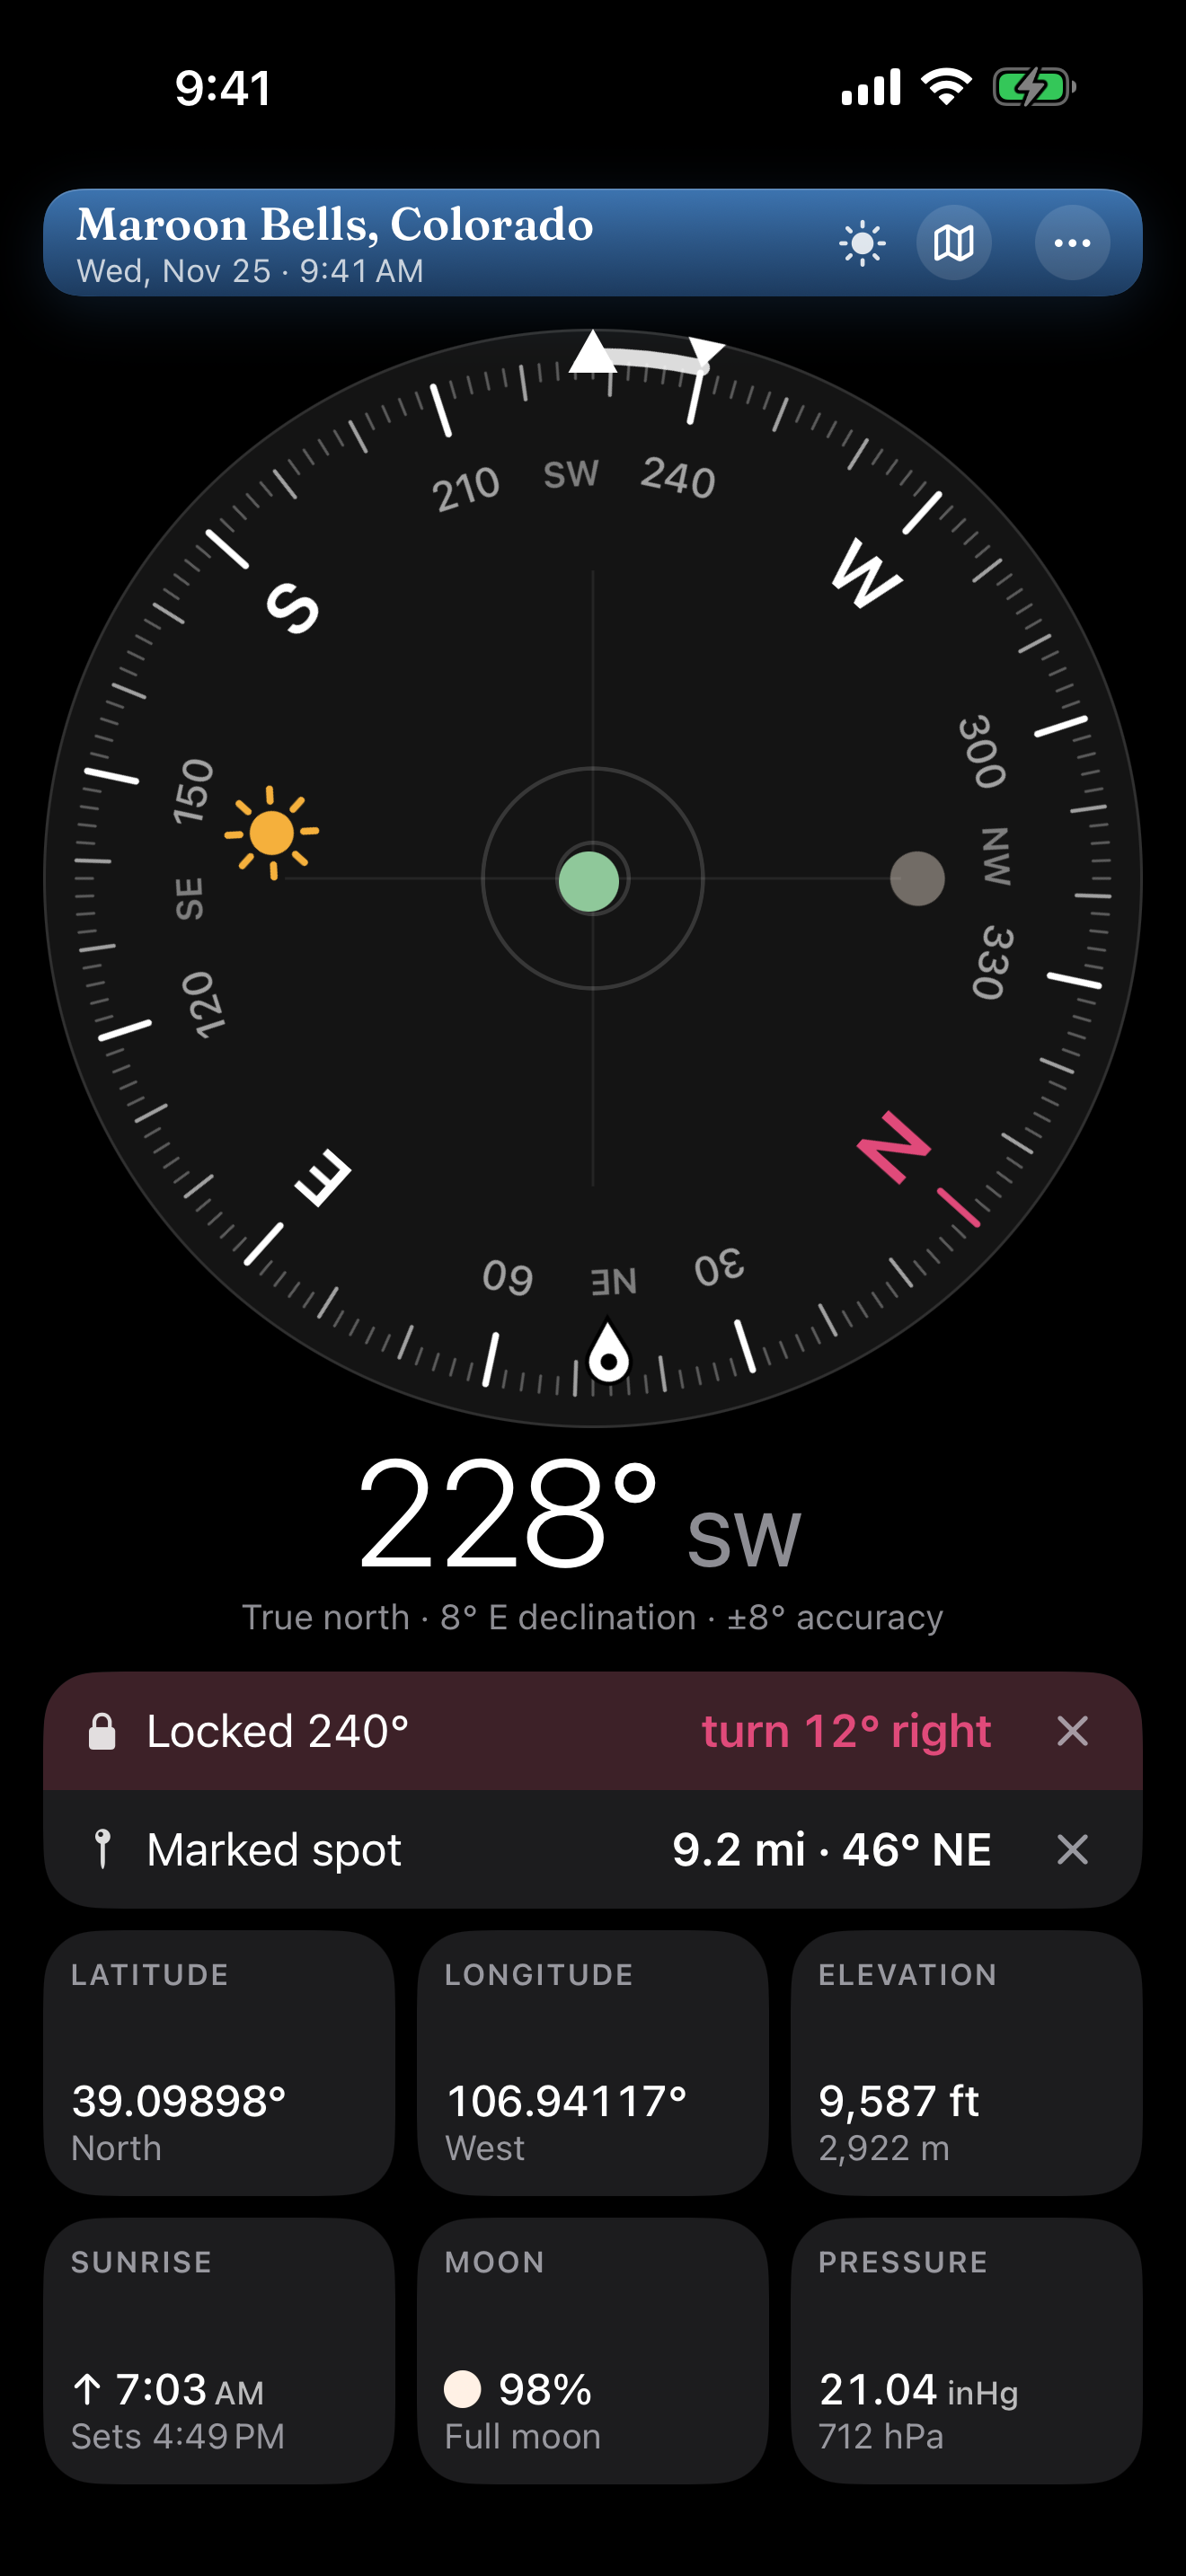 9:41
Maroon Bells, Colorado
Wed, Nov 25 · 9:41 AM
210
SW
240
S
W
150
300
SE
NW
120
330
E
N
60
NE
30
228° SW
True north · 8° E declination · ±8° accuracy
Locked 240°
turn 12° right
Marked spot
9.2 mi · 46° NE
LATITUDE
39.09898°
North
LONGITUDE
106.94117°
West
ELEVATION
9,587 ft
2,922 m
SUNRISE
↑ 7:03 AM
Sets 4:49 PM
MOON
98%
Full moon
PRESSURE
21.04 inHg
712 hPa